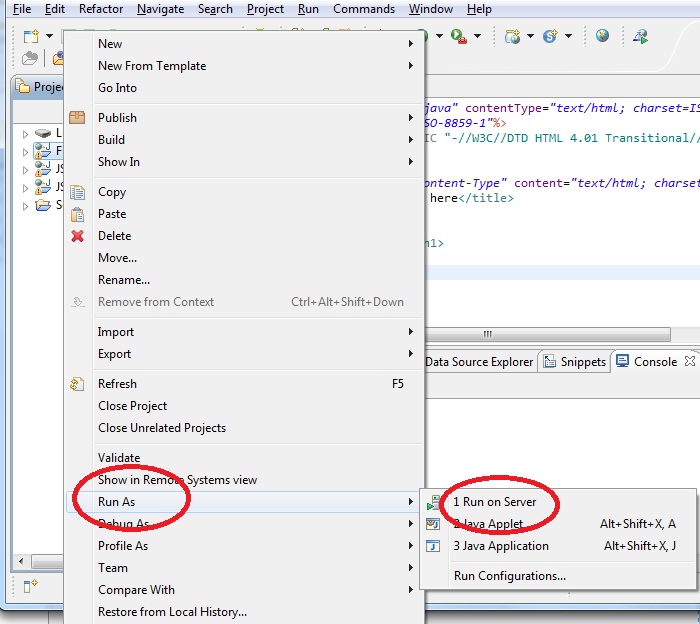 File Edit Refactor Navigate Search Project Run Commands Window Help
New
New From Template
Go Into
Publish
Build
Show In
Copy
Paste
Delete
Move...
Rename...
Remove from Context Ctrl+Alt+Shift+Down
Import
Export
Refresh F5
Close Project
Close Unrelated Projects
Validate
Show in Remote Systems view
Run As
Debug As
Profile As
Team
Compare With
Restore from Local History...
1 Run on Server
2 Java Applet Alt+Shift+X, A
3 Java Application Alt+Shift+X, J
Run Configurations...
Proje
L
F
JS
JS
S
java" contentType="text/html; charset=IS
SO-8859-1"%>
IC "-//W3C//DTD HTML 4.01 Transitional//
ontent-Type" content="text/html; charset
here</title>
n1>
Data Source Explorer Snippets Console